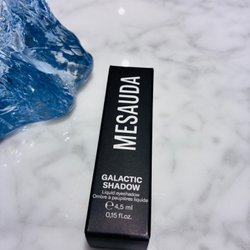 MESAUDA
GALACTIC
SHADOW
Liquid eyeshadow
Ombre à paupières liquide
℮ 4,5 ml
0,15 fl.oz.